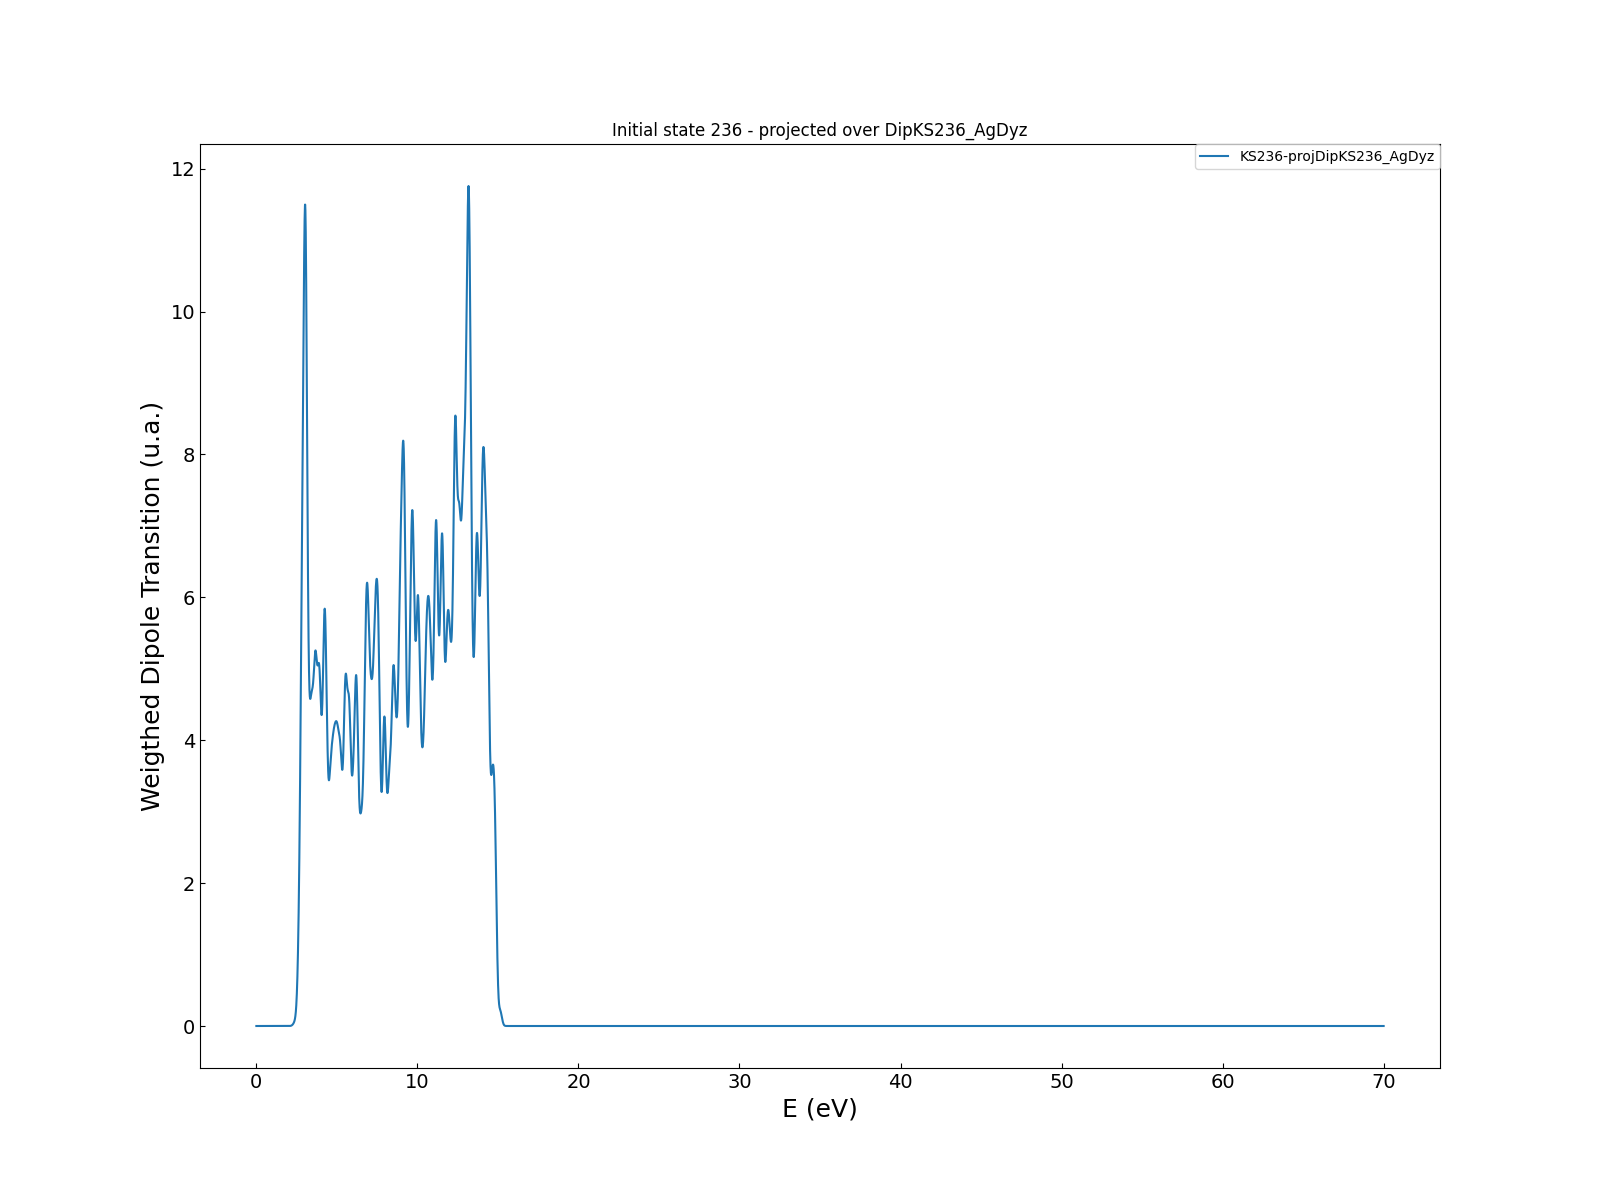 Initial state 236 - projected over DipKS236_AgDyz
KS236-projDipKS236_AgDyz
Weigthed Dipole Transition (u.a.)
12
10
8
6
4
2
0
0 10 20 30 40 50 60 70
E (eV)